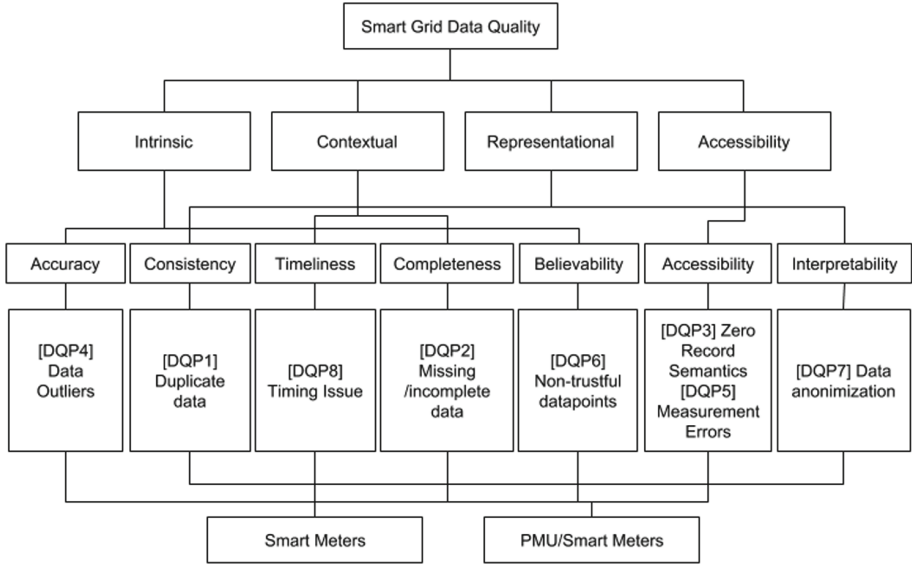 Smart Grid Data Quality
Intrinsic
Contextual
Representational
Accessibility
Accuracy
Consistency
Timeliness
Completeness
Believability
Accessibility
Interpretability
[DQP4]
Data
Outliers
[DQP1]
Duplicate
data
[DQP8]
Timing Issue
[DQP2]
Missing
/incomplete
data
[DQP6]
Non-trustful
datapoints
[DQP3] Zero
Record
Semantics
[DQP5]
Measurement
Errors
[DQP7] Data
anonimization
Smart Meters
PMU/Smart Meters